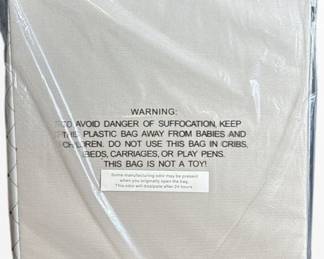 WARNING:
TO AVOID DANGER OF SUFFOCATION, KEEP
THIS PLASTIC BAG AWAY FROM BABIES AND
CHILDREN. DO NOT USE THIS BAG IN CRIBS,
BEDS, CARRIAGES, OR PLAY PENS.
THIS BAG IS NOT A TOY!
Some manufacturing odor may be present
when you originally open the bag.
This odor will dissipate after 24 hours